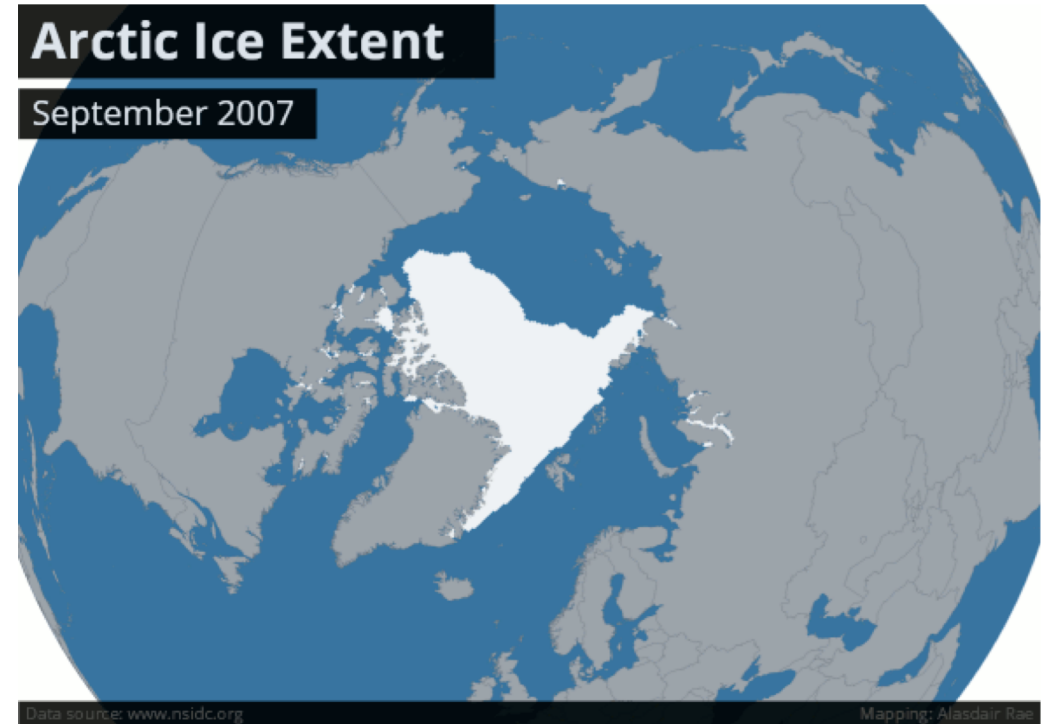 Arctic Ice Extent
September 2007
Data source: www.nsidc.org
Mapping: Alasdair Rae